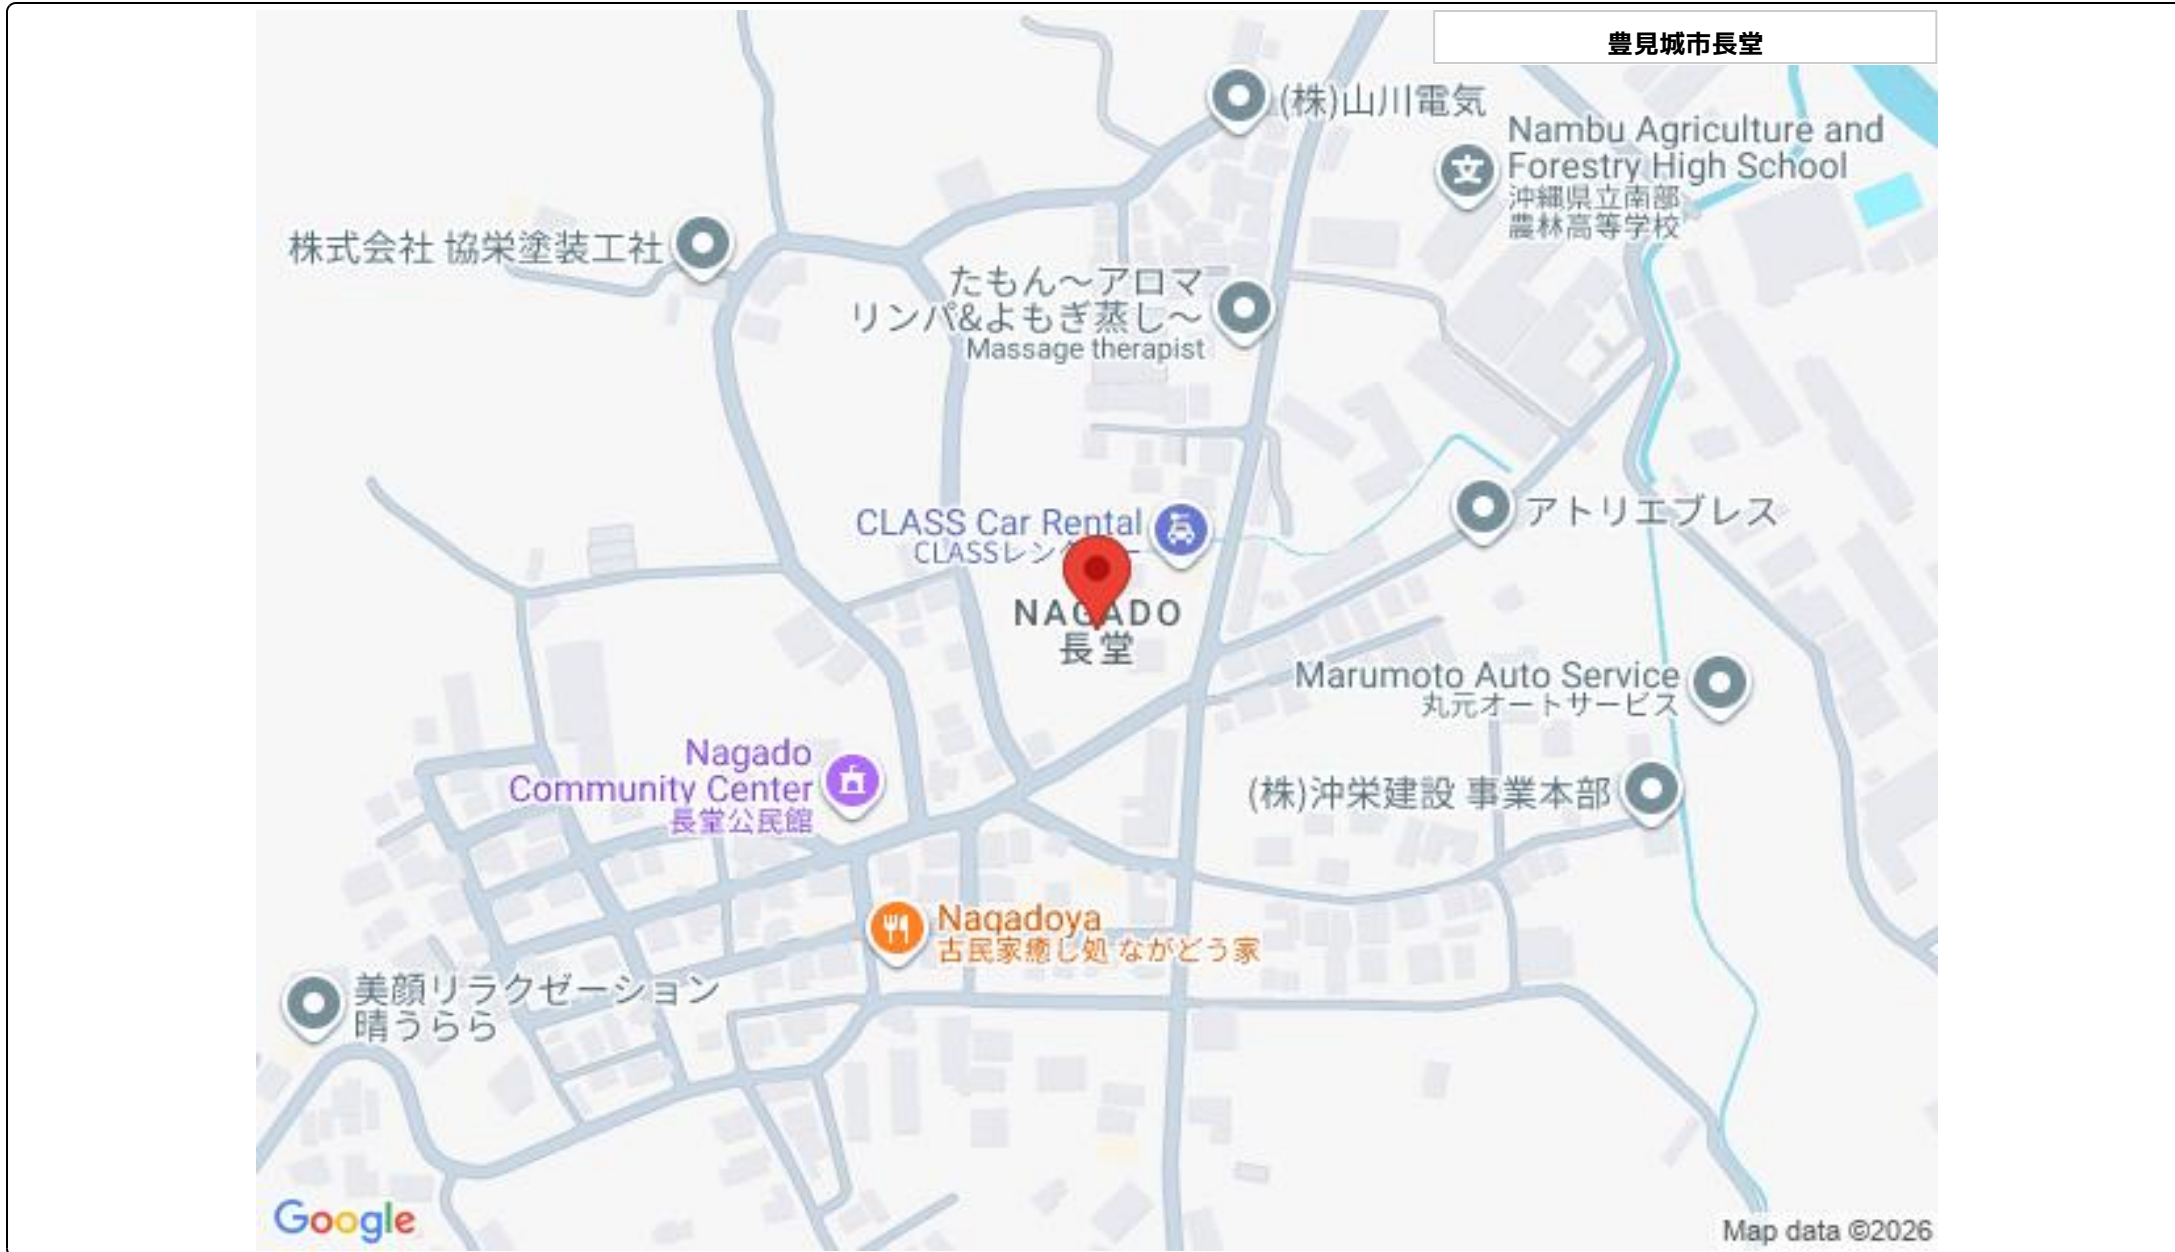 豊見城市長堂
(株)山川電気
Nambu Agriculture and
Forestry High School
沖縄県立南部
農林高等学校
株式会社 協栄塗装工社
たもん〜アロマ
リンパ&よもぎ蒸し〜
Massage therapist
CLASS Car Rental
アトリエブレス
NAGADO
長堂
Marumoto Auto Service
丸元オートサービス
Nagado
Community Center
長堂公民館
(株)沖栄建設 事業本部
Nagadoya
古民家癒し処 ながどう家
美顔リラクゼーション
晴うらら
Google
Map data ©2026